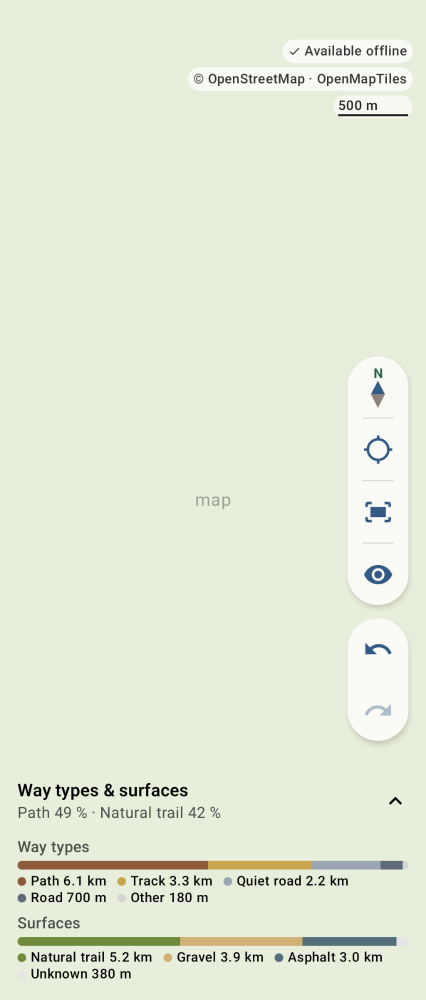 ✓ Available offline
© OpenStreetMap · OpenMapTiles
500 m
N
map
Way types & surfaces
Path 49 % · Natural trail 42 %
Way types
Path 6.1 km Track 3.3 km Quiet road 2.2 km
Road 700 m Other 180 m
Surfaces
Natural trail 5.2 km Gravel 3.9 km Asphalt 3.0 km
Unknown 380 m